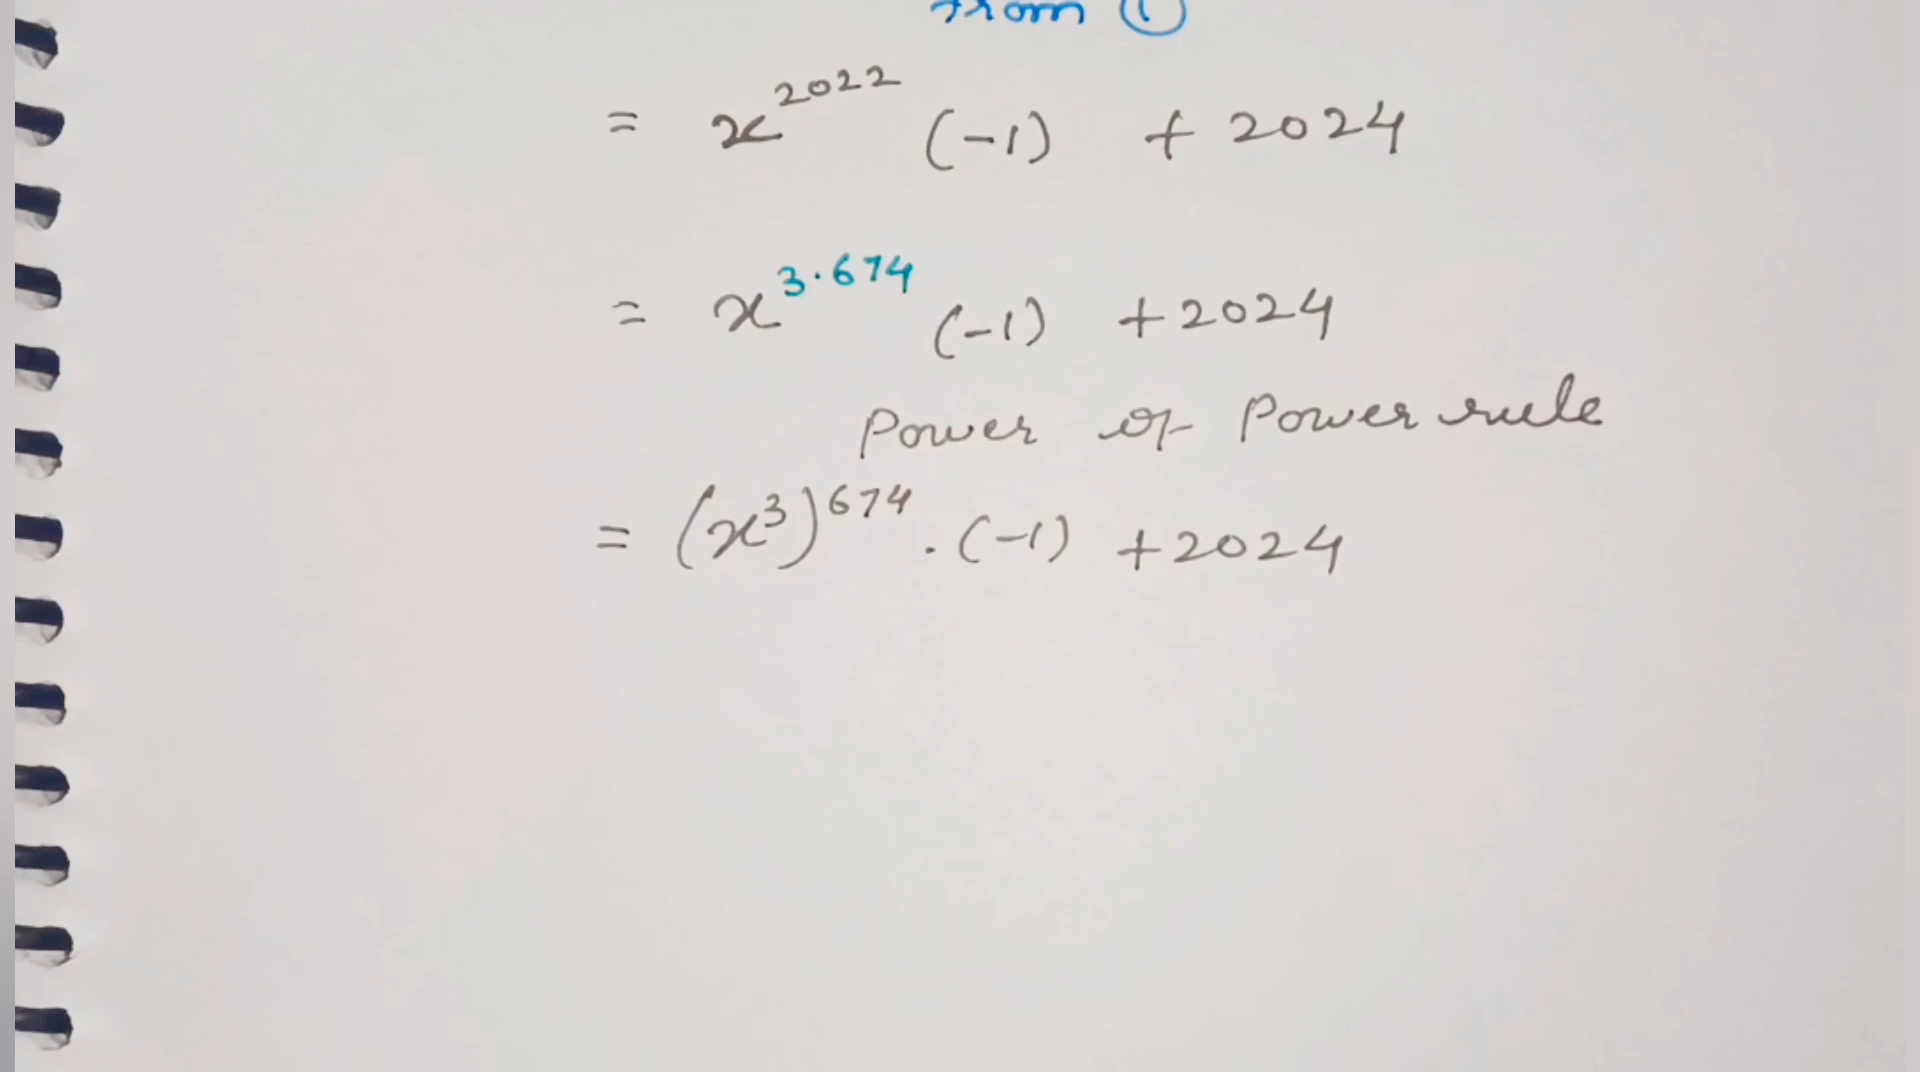 from ①
= x^2022 (-1) + 2024
= x^3·674 (-1) +2024
Power of Power rule
= (x^3)^674 . (-1) +2024